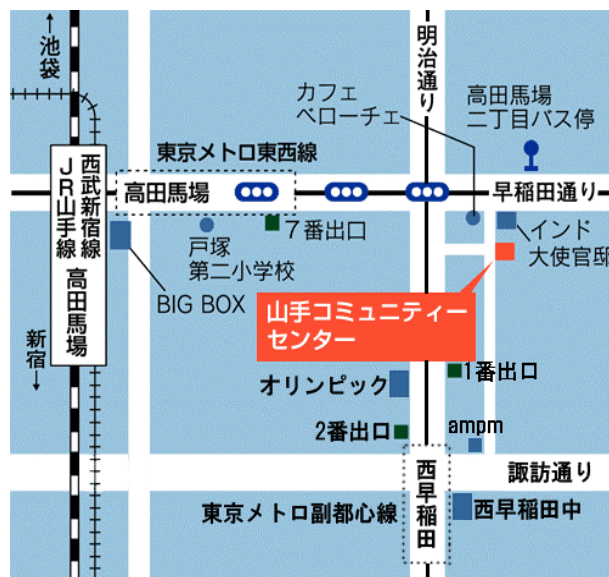 ←池袋
明治通り
カフェ
ベローチェ
高田馬場
二丁目バス停
東京メトロ東西線
高田馬場
早稲田通り
西武新宿線
JR山手線
高田馬場
7番出口
戸塚
第二小学校
BIG BOX
インド
大使官邸
山手コミュニティー
センター
新宿→
オリンピック
1番出口
2番出口
ampm
西早稲田
諏訪通り
東京メトロ副都心線
西早稲田中